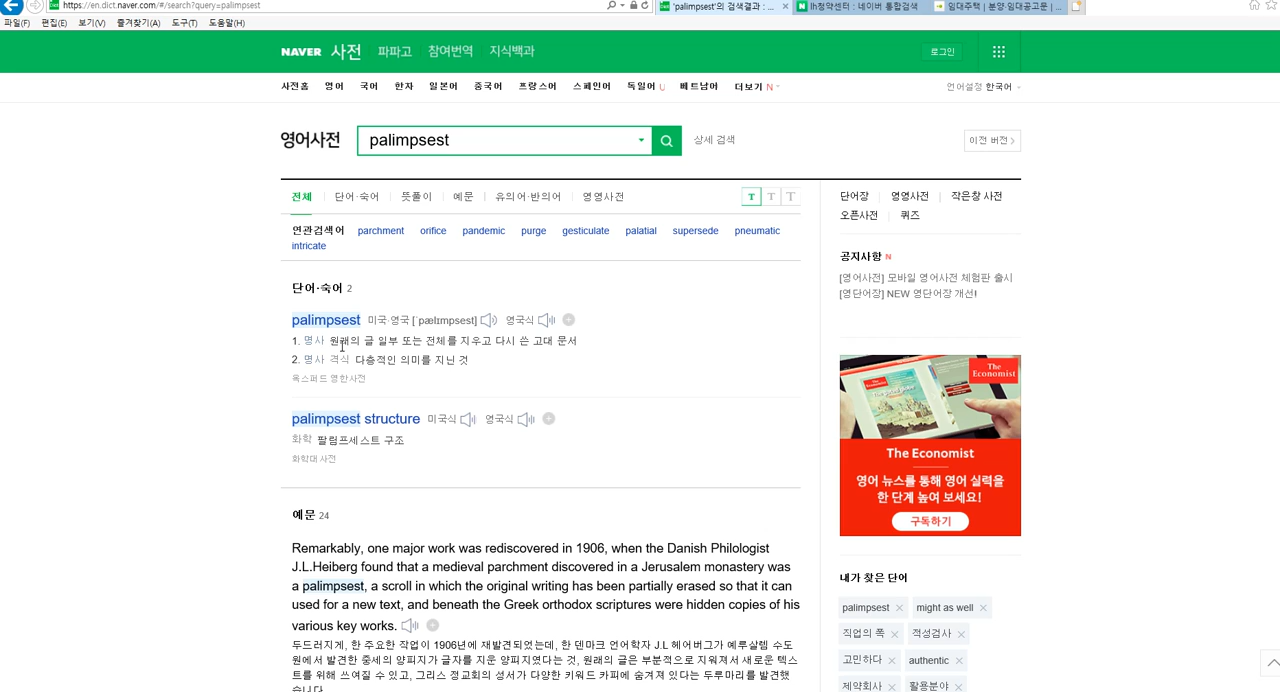 https://en.dict.naver.com/#/search?query=palimpsest
'palimpsest'의 검색결과 : ...
lh청약센터 : 네이버 통합검색
임대주택 | 분양·임대공고문 | ...
파일(F) 편집(E) 보기(V) 즐겨찾기(A) 도구(T) 도움말(H)
NAVER 사전 파파고 참여번역 지식백과
로그인
사전홈 영어 국어 한자 일본어 중국어 프랑스어 스페인어 독일어 U 베트남어 더보기 N
언어설정 한국어
영어사전 palimpsest 상세 검색
이전 버전
전체 단어·숙어 뜻풀이 예문 유의어·반의어 영영사전 T T T
연관검색어 parchment orifice pandemic purge gesticulate palatial supersede pneumatic
intricate
단어·숙어 2
palimpsest 미국·영국 [ˈpælɪmpsest] 영국식
1. 명사 원래의 글 일부 또는 전체를 지우고 다시 쓴 고대 문서
2. 명사 격식 다층적인 의미를 지닌 것
옥스퍼드 영한사전
palimpsest structure 미국식 영국식
화학 팔림프세스트 구조
화학대사전
예문 24
Remarkably, one major work was rediscovered in 1906, when the Danish Philologist
J.L.Heiberg found that a medieval parchment discovered in a Jerusalem monastery was
a palimpsest, a scroll in which the original writing has been partially erased so that it can
used for a new text, and beneath the Greek orthodox scriptures were hidden copies of his
various key works.
두드러지게, 한 주요한 작업이 1906년에 재발견되었는데, 한 덴마크 언어학자 J.L 헤어버그가 예루살렘 수도
원에서 발견한 중세의 양피지가 글자를 지운 양피지였다는 것, 원래의 글은 부분적으로 지워져서 새로운 텍스
트를 위해 쓰여질 수 있고, 그리스 정교회의 성서가 다양한 키워드 카피에 숨겨져 있다는 두루마리를 발견했
습니다.
단어장 영영사전 작은창 사전
오픈사전 퀴즈
공지사항 N
[영어사전] 모바일 영어사전 체험판 출시
[영단어장] NEW 영단어장 개선!
The
Economist
The Economist
영어 뉴스를 통해 영어 실력을
한 단계 높여 보세요!
구독하기
내가 찾은 단어
palimpsest might as well
직업의 폭 적성검사
고민하다 authentic
제약회사 활용분야